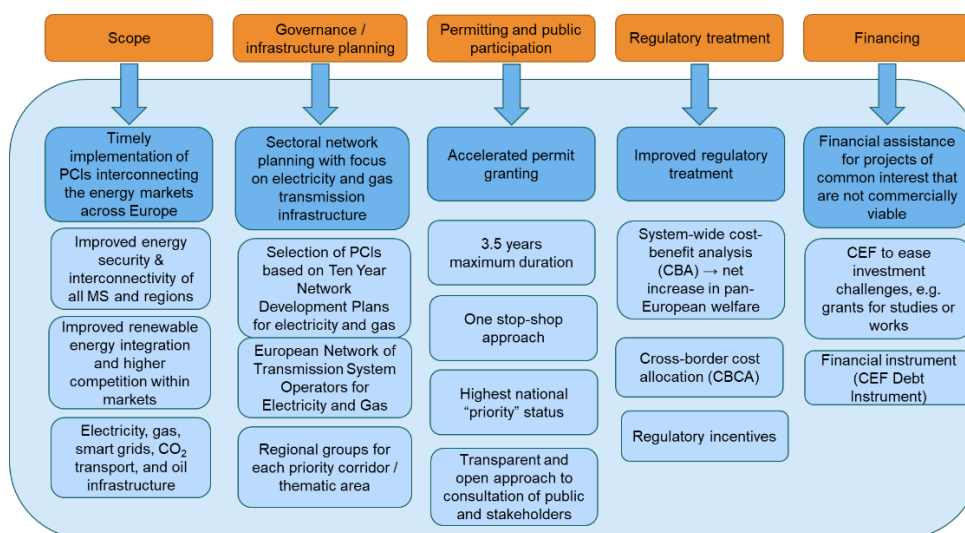 Scope
Governance /
infrastructure planning
Permitting and public
participation
Regulatory treatment
Financing
Timely
implementation of
PCIs interconnecting
the energy markets
across Europe
Improved energy
security &
interconnectivity of
all MS and regions
Improved renewable
energy integration
and higher
competition within
markets
Electricity, gas,
smart grids, CO2
transport, and oil
infrastructure
Sectoral network
planning with focus
on electricity and gas
transmission
infrastructure
Selection of PCIs
based on Ten Year
Network
Development Plans
for electricity and gas
European Network of
Transmission System
Operators for
Electricity and Gas
Regional groups for
each priority corridor /
thematic area
Accelerated permit
granting
3.5 years
maximum duration
One stop-shop
approach
Highest national
“priority” status
Transparent and
open approach to
consultation of public
and stakeholders
Improved regulatory
treatment
System-wide cost-
benefit analysis
(CBA) → net
increase in pan-
European welfare
Cross-border cost
allocation (CBCA)
Regulatory incentives
Financial assistance
for projects of
common interest that
are not commercially
viable
CEF to ease
investment
challenges, e.g.
grants for studies or
works
Financial instrument
(CEF Debt
Instrument)